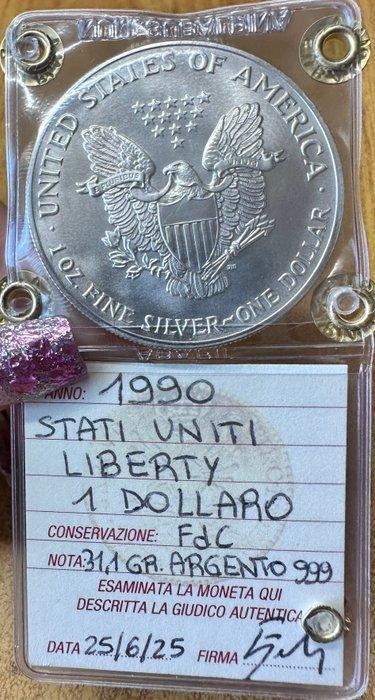 UNITED STATES OF AMERICA
E PLURIBUS UNUM
1 OZ. FINE SILVER~ONE DOLLAR
ANNO: 1990
STATI UNITI
LIBERTY
1 DOLLARO
CONSERVAZIONE: FdC
NOTA: 31,1 GR. ARGENTO 999
ESAMINATA LA MONETA QUI
DESCRITTA LA GIUDICO AUTENTICA
DATA 25/6/25 FIRMA